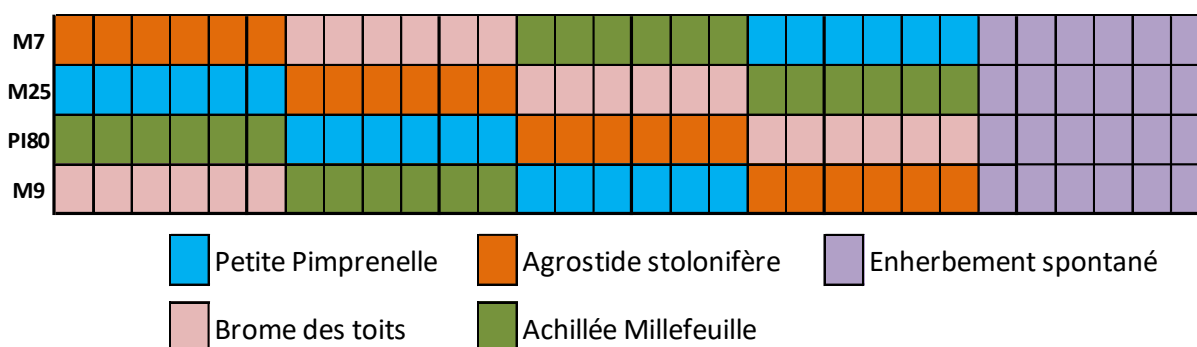 M7
M25
PI80
M9
Petite Pimprenelle Agrostide stolonifère Enherbement spontané
Brome des toits Achillée Millefeuille